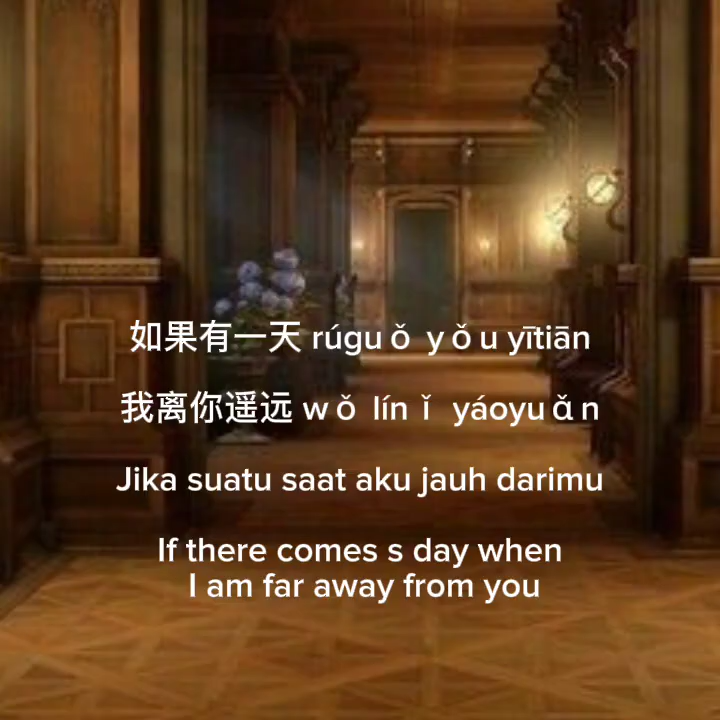 如果有一天 rúguǒ yǒu yītiān
我离你遥远 wǒ lín ǐ yáoyuǎn
Jika suatu saat aku jauh darimu
If there comes s day when
I am far away from you